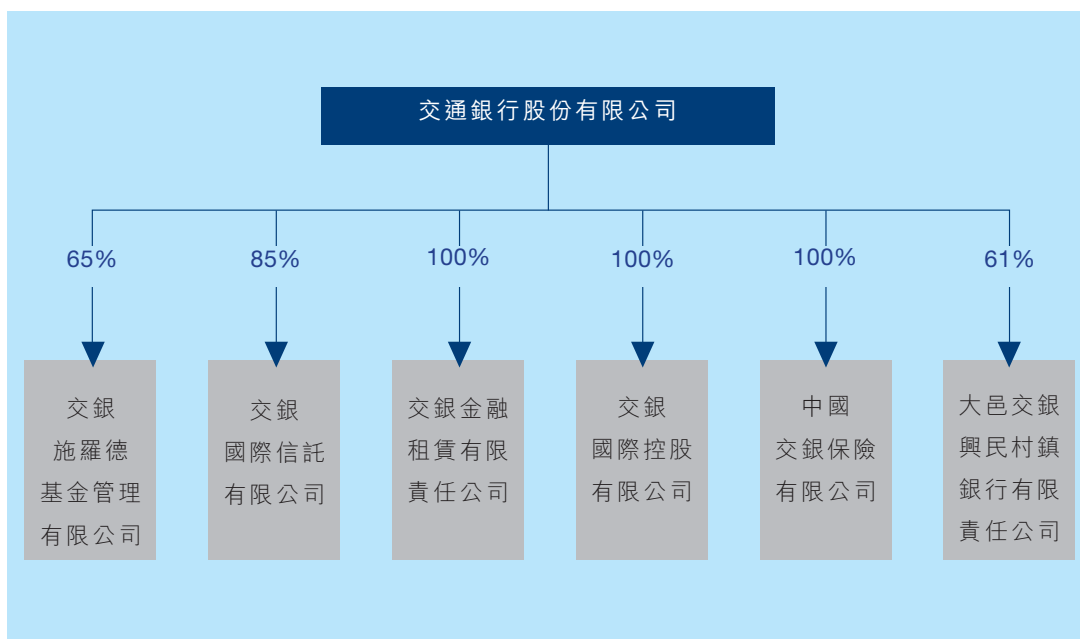 交通銀行股份有限公司
65%
85%
100%
100%
100%
61%
交銀
施羅德
基金管理
有限公司
交銀
國際信託
有限公司
交銀金融
租賃有限
責任公司
交銀
國際控股
有限公司
中國
交銀保險
有限公司
大邑交銀
興民村鎮
銀行有限
責任公司